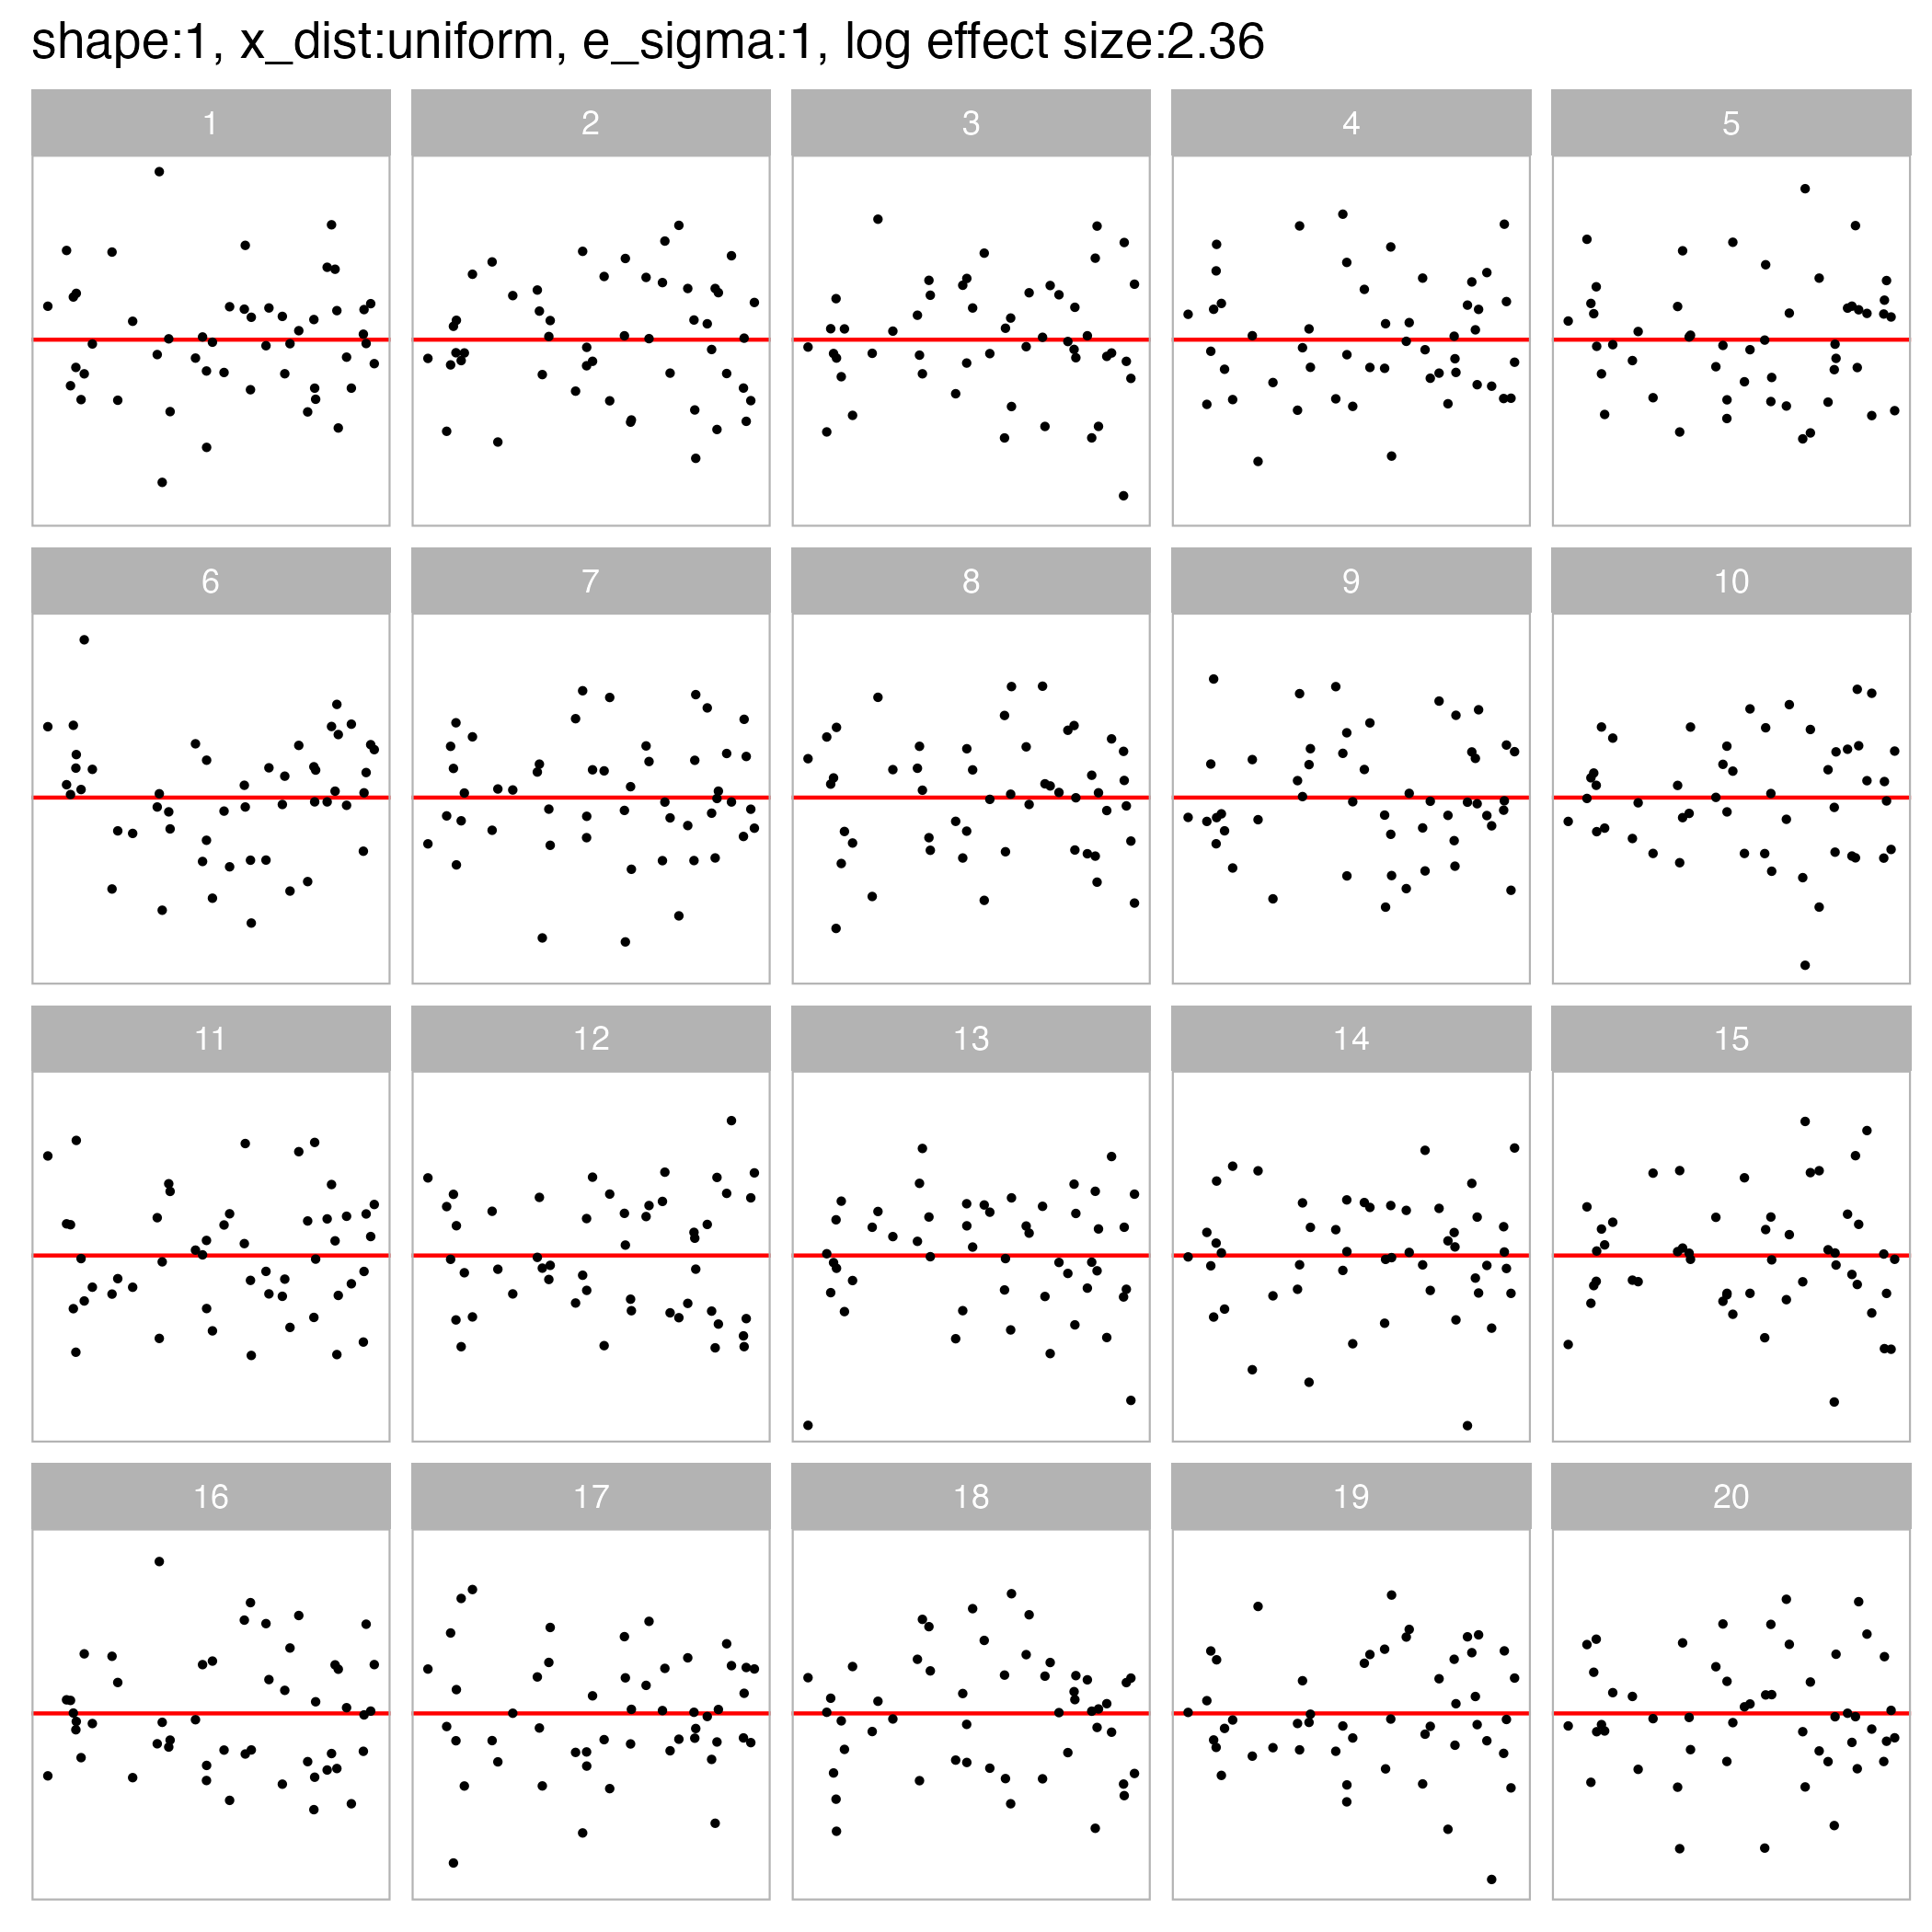 shape:1, x_dist:uniform, e_sigma:1, log effect size:2.36
1 2 3 4 5
6 7 8 9 10
11 12 13 14 15
16 17 18 19 20